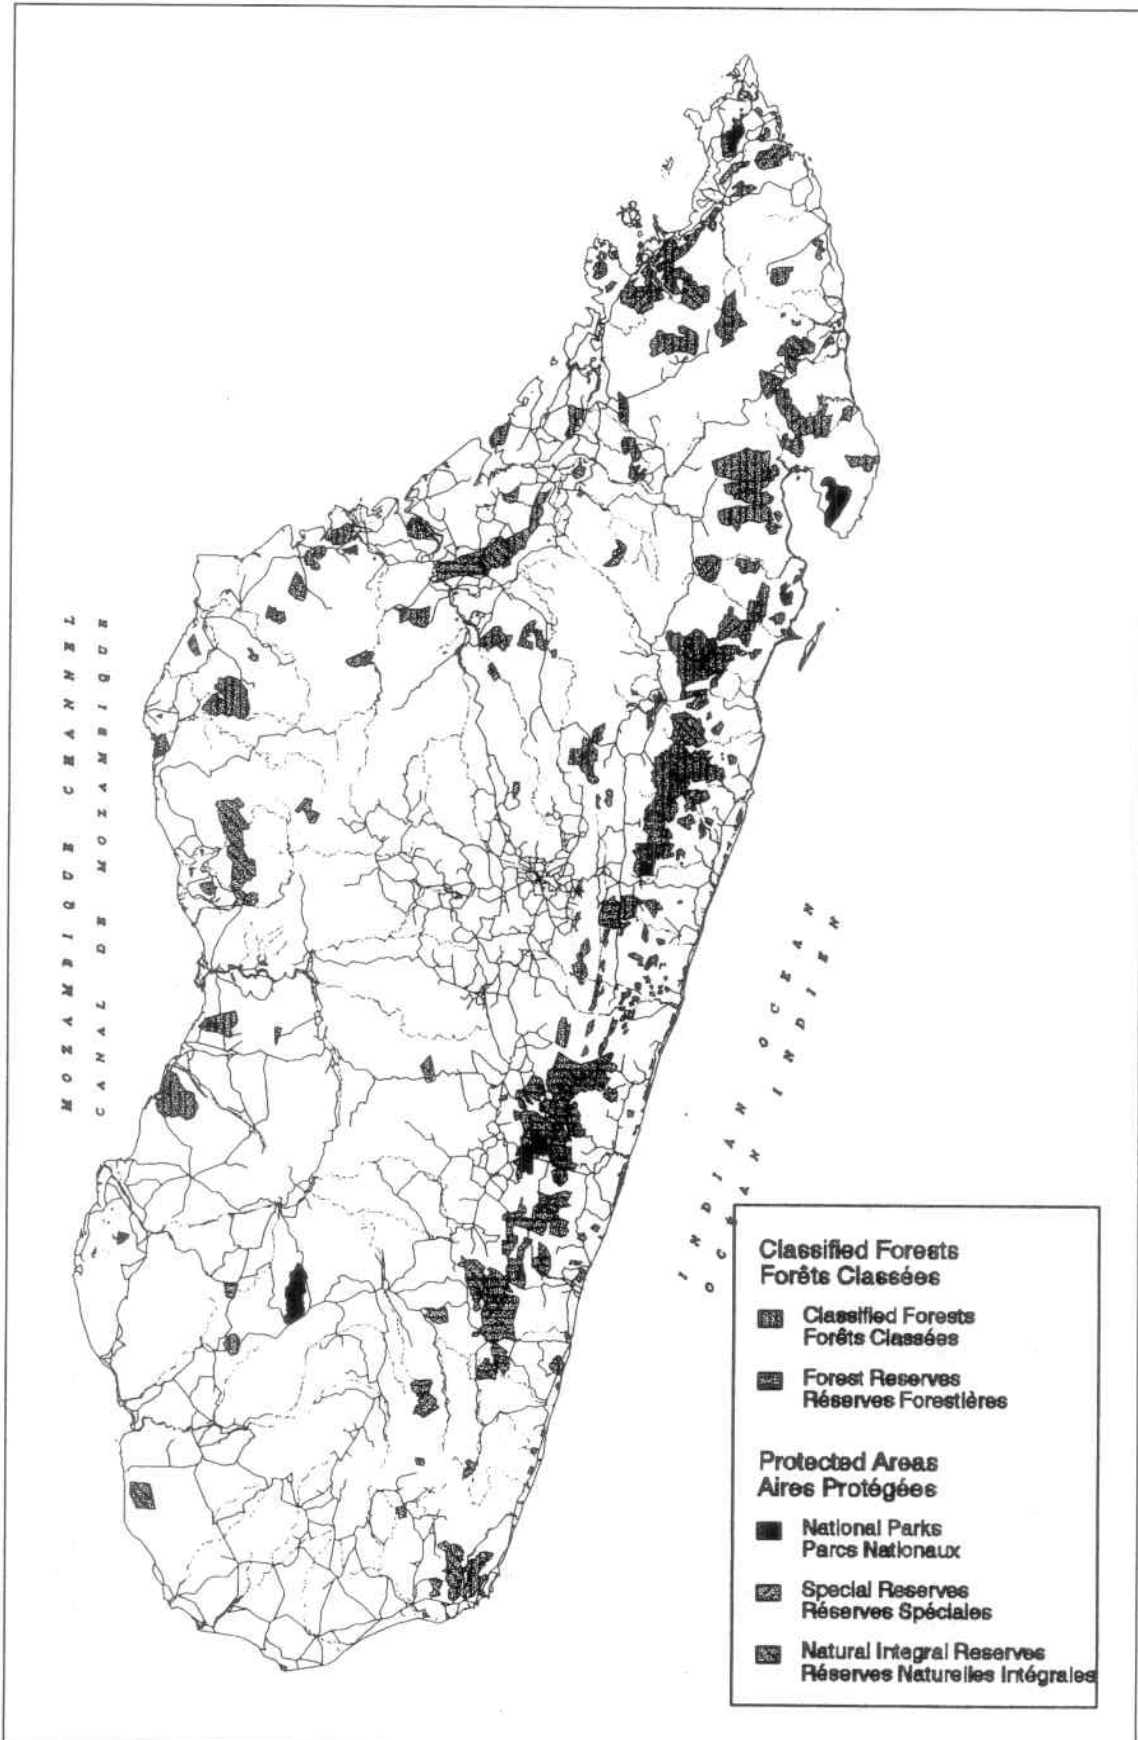 MOZAMBIQUE CHANNEL
CANAL DE MOZAMBIQUE
INDIAN OCEAN
OCÉAN INDIEN
Classified Forests
Forêts Classées
Classified Forests
Forêts Classées
Forest Reserves
Réserves Forestières
Protected Areas
Aires Protégées
National Parks
Parcs Nationaux
Special Reserves
Réserves Spéciales
Natural Integral Reserves
Réserves Naturelles Intégrales